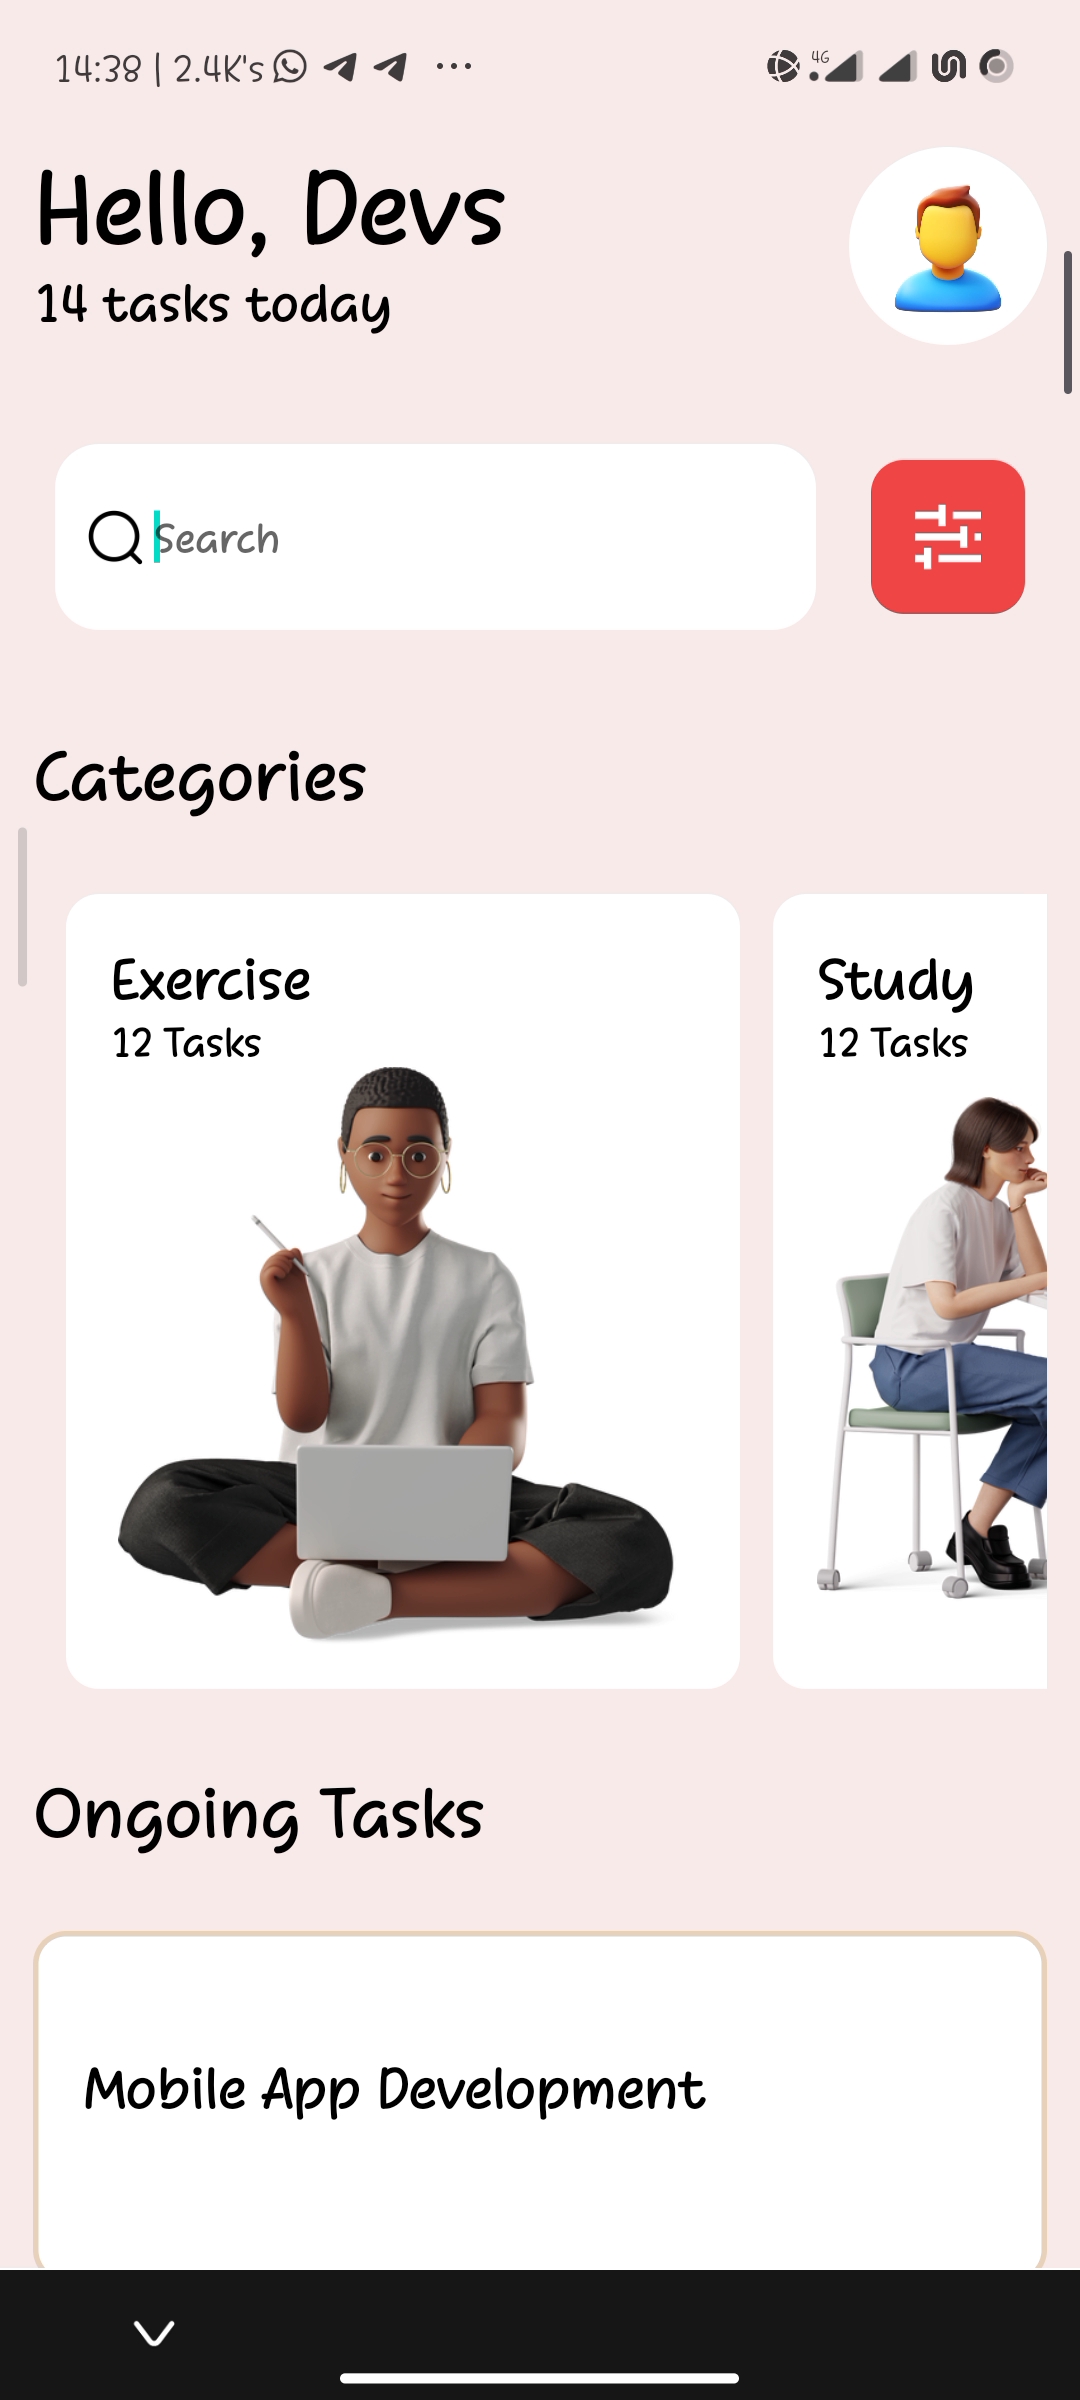 14:38 | 2.4K's
4G
Hello, Devs
14 tasks today
Search
Categories
Exercise
12 Tasks
Study
12 Tasks
Ongoing Tasks
Mobile App Development